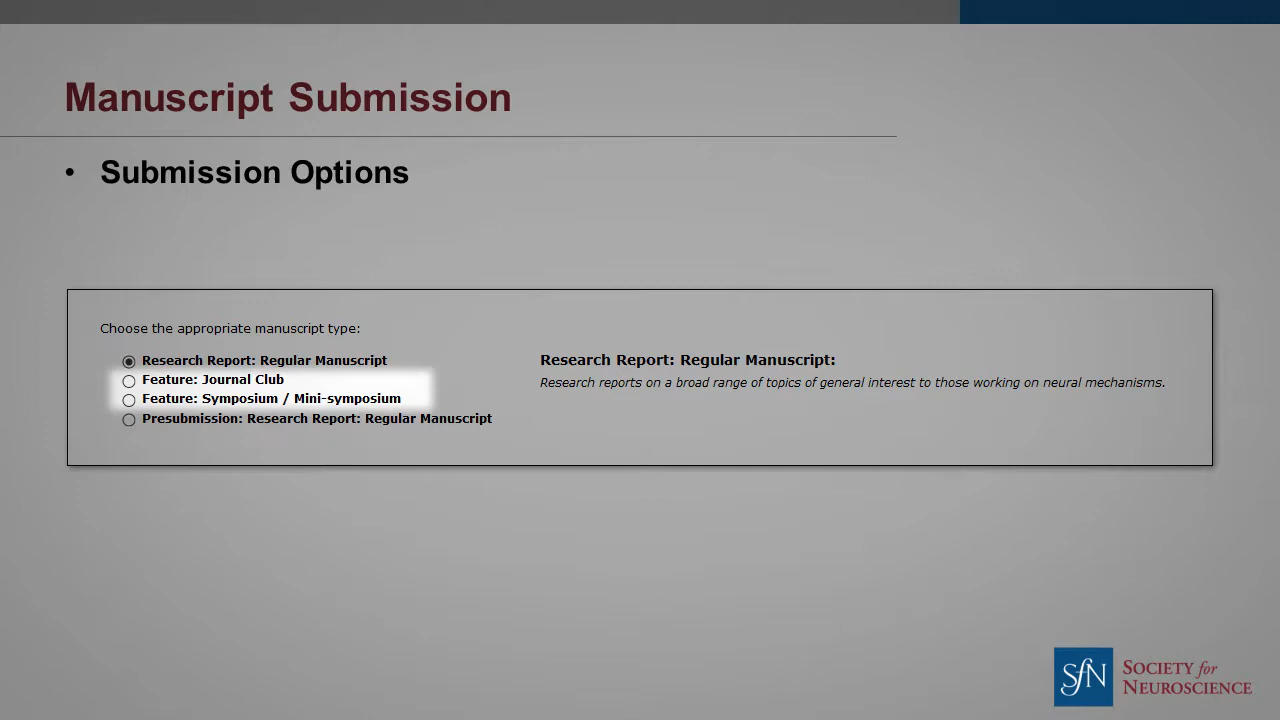 Manuscript Submission
• Submission Options
Choose the appropriate manuscript type:
Research Report: Regular Manuscript
Feature: Journal Club
Feature: Symposium / Mini-symposium
Presubmission: Research Report: Regular Manuscript
Research Report: Regular Manuscript:
Research reports on a broad range of topics of general interest to those working on neural mechanisms.
SfN
SOCIETY for
NEUROSCIENCE